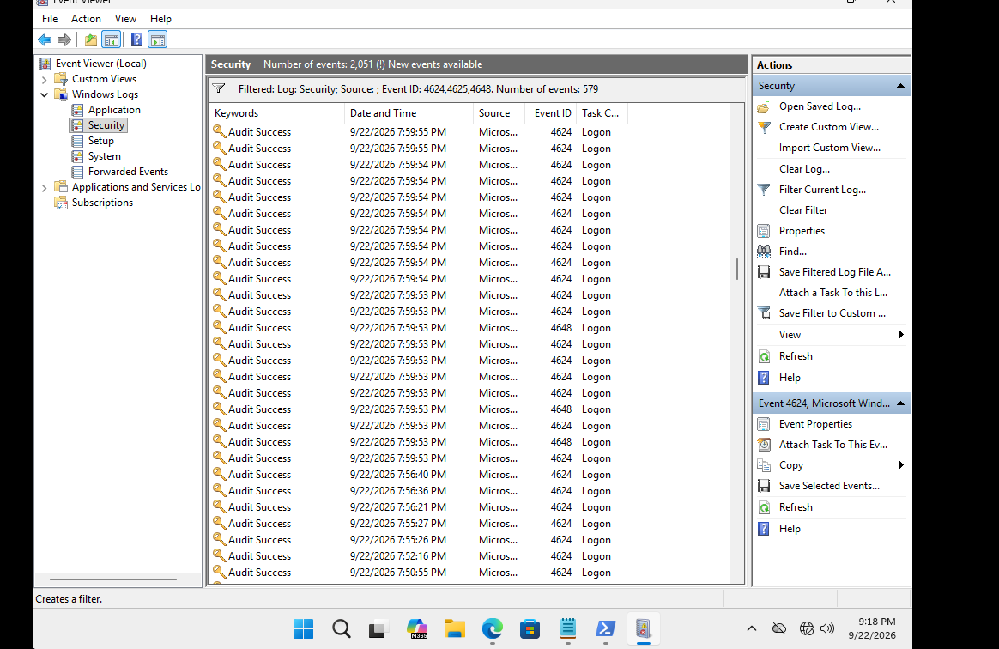 Event Viewer
File Action View Help
Event Viewer (Local)
Custom Views
Windows Logs
Application
Security
Setup
System
Forwarded Events
Applications and Services Lo
Subscriptions
Security Number of events: 2,051 (!) New events available
Filtered: Log: Security; Source: ; Event ID: 4624,4625,4648. Number of events: 579
Keywords Date and Time Source Event ID Task C...
Audit Success 9/22/2026 7:59:55 PM Micros... 4624 Logon
Audit Success 9/22/2026 7:59:55 PM Micros... 4624 Logon
Audit Success 9/22/2026 7:59:54 PM Micros... 4624 Logon
Audit Success 9/22/2026 7:59:54 PM Micros... 4624 Logon
Audit Success 9/22/2026 7:59:54 PM Micros... 4624 Logon
Audit Success 9/22/2026 7:59:54 PM Micros... 4624 Logon
Audit Success 9/22/2026 7:59:54 PM Micros... 4624 Logon
Audit Success 9/22/2026 7:59:54 PM Micros... 4624 Logon
Audit Success 9/22/2026 7:59:54 PM Micros... 4624 Logon
Audit Success 9/22/2026 7:59:54 PM Micros... 4624 Logon
Audit Success 9/22/2026 7:59:53 PM Micros... 4624 Logon
Audit Success 9/22/2026 7:59:53 PM Micros... 4624 Logon
Audit Success 9/22/2026 7:59:53 PM Micros... 4648 Logon
Audit Success 9/22/2026 7:59:53 PM Micros... 4624 Logon
Audit Success 9/22/2026 7:59:53 PM Micros... 4624 Logon
Audit Success 9/22/2026 7:59:53 PM Micros... 4624 Logon
Audit Success 9/22/2026 7:59:53 PM Micros... 4624 Logon
Audit Success 9/22/2026 7:59:53 PM Micros... 4648 Logon
Audit Success 9/22/2026 7:59:53 PM Micros... 4624 Logon
Audit Success 9/22/2026 7:59:53 PM Micros... 4648 Logon
Audit Success 9/22/2026 7:59:53 PM Micros... 4624 Logon
Audit Success 9/22/2026 7:56:40 PM Micros... 4624 Logon
Audit Success 9/22/2026 7:56:36 PM Micros... 4624 Logon
Audit Success 9/22/2026 7:56:21 PM Micros... 4624 Logon
Audit Success 9/22/2026 7:55:27 PM Micros... 4624 Logon
Audit Success 9/22/2026 7:55:26 PM Micros... 4624 Logon
Audit Success 9/22/2026 7:52:16 PM Micros... 4624 Logon
Audit Success 9/22/2026 7:50:55 PM Micros... 4624 Logon
Actions
Security
Open Saved Log...
Create Custom View...
Import Custom View...
Clear Log...
Filter Current Log...
Clear Filter
Properties
Find...
Save Filtered Log File A...
Attach a Task To this L...
Save Filter to Custom ...
View
Refresh
Help
Event 4624, Microsoft Wind...
Event Properties
Attach Task To This Ev...
Copy
Save Selected Events...
Refresh
Help
Creates a filter.
M365
9:18 PM
9/22/2026